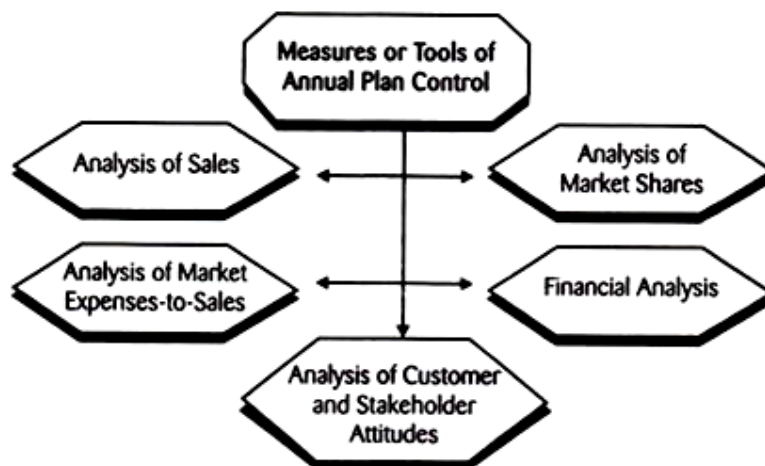 Measures or Tools of
Annual Plan Control
Analysis of Sales
Analysis of
Market Shares
Analysis of Market
Expenses-to-Sales
Financial Analysis
Analysis of Customer
and Stakeholder
Attitudes